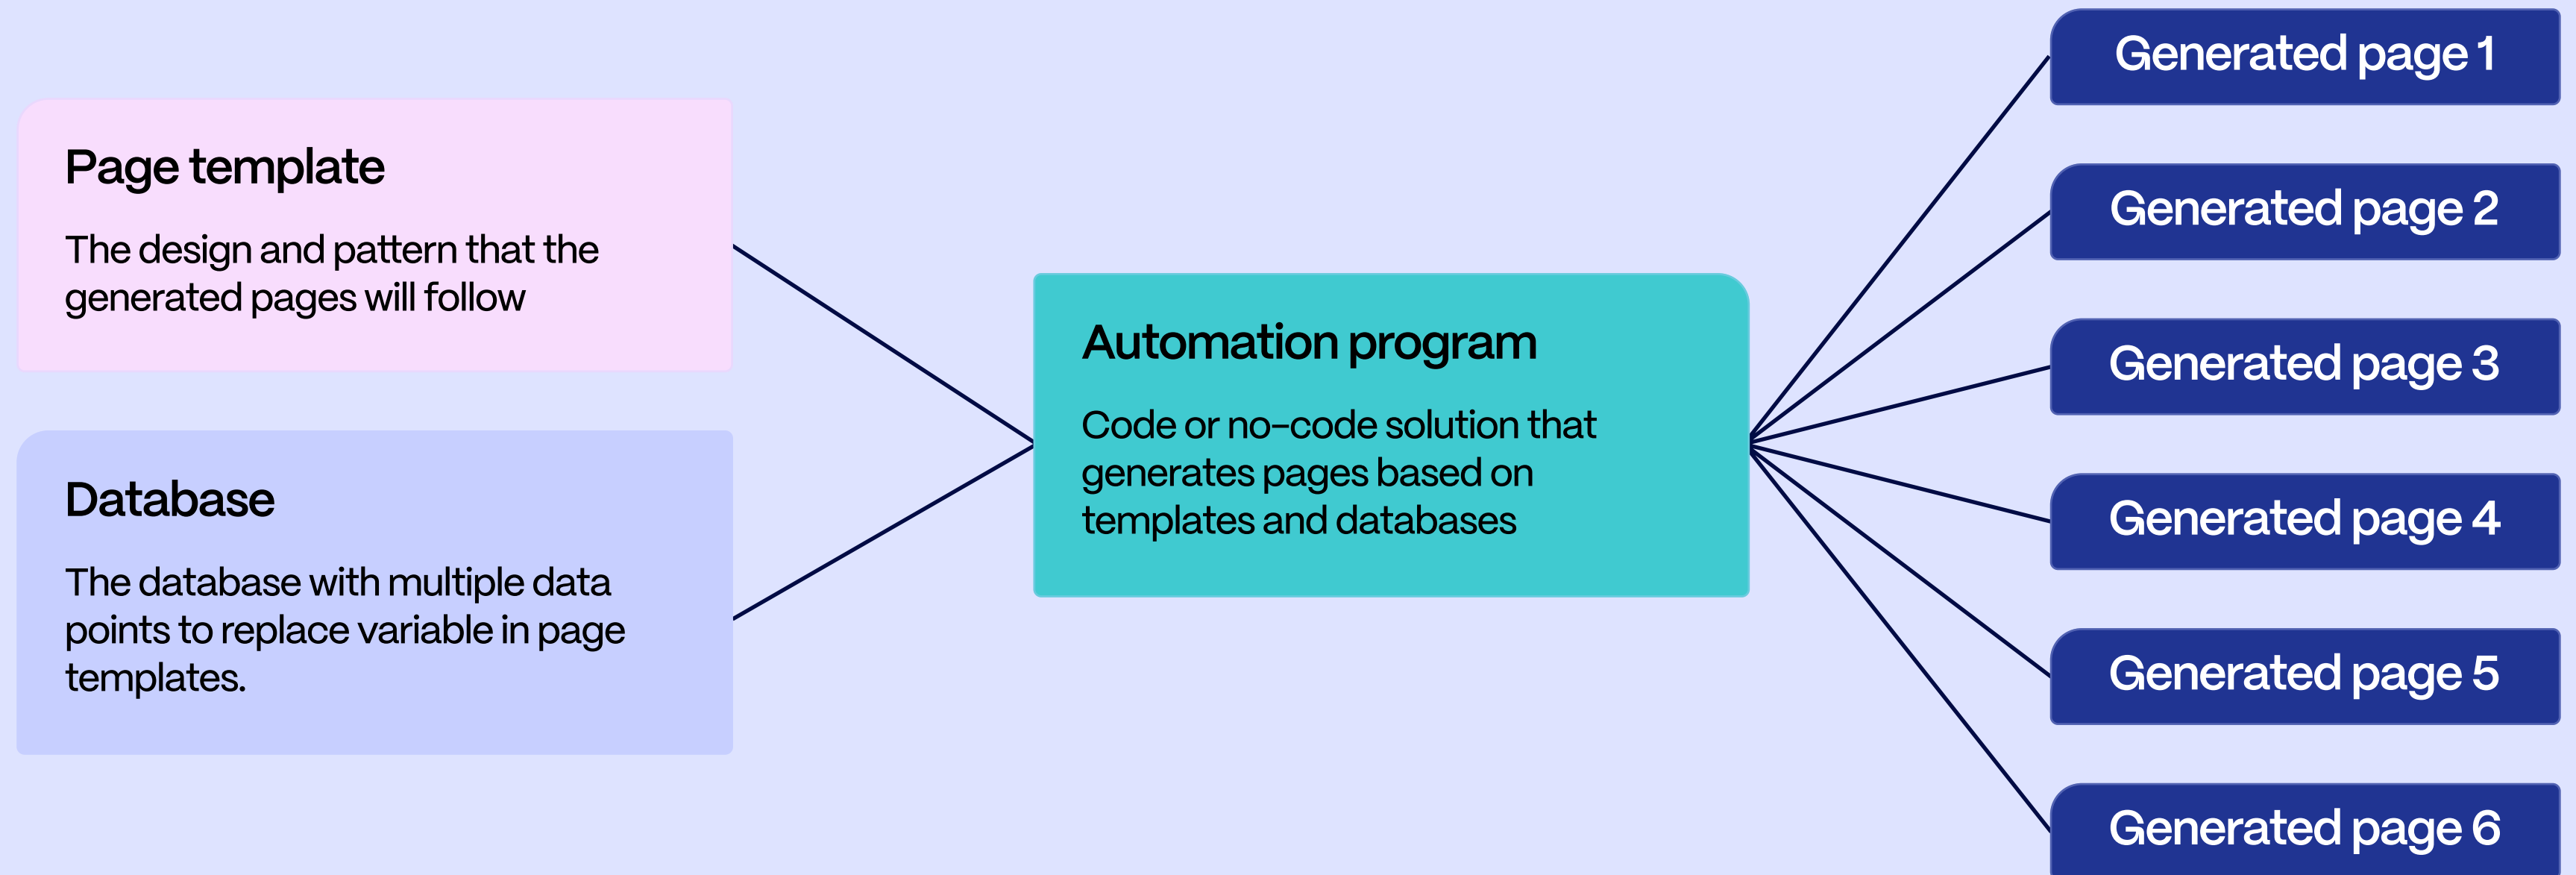 Page template
The design and pattern that the
generated pages will follow
Database
The database with multiple data
points to replace variable in page
templates.
Automation program
Code or no-code solution that
generates pages based on
templates and databases
Generated page 1
Generated page 2
Generated page 3
Generated page 4
Generated page 5
Generated page 6